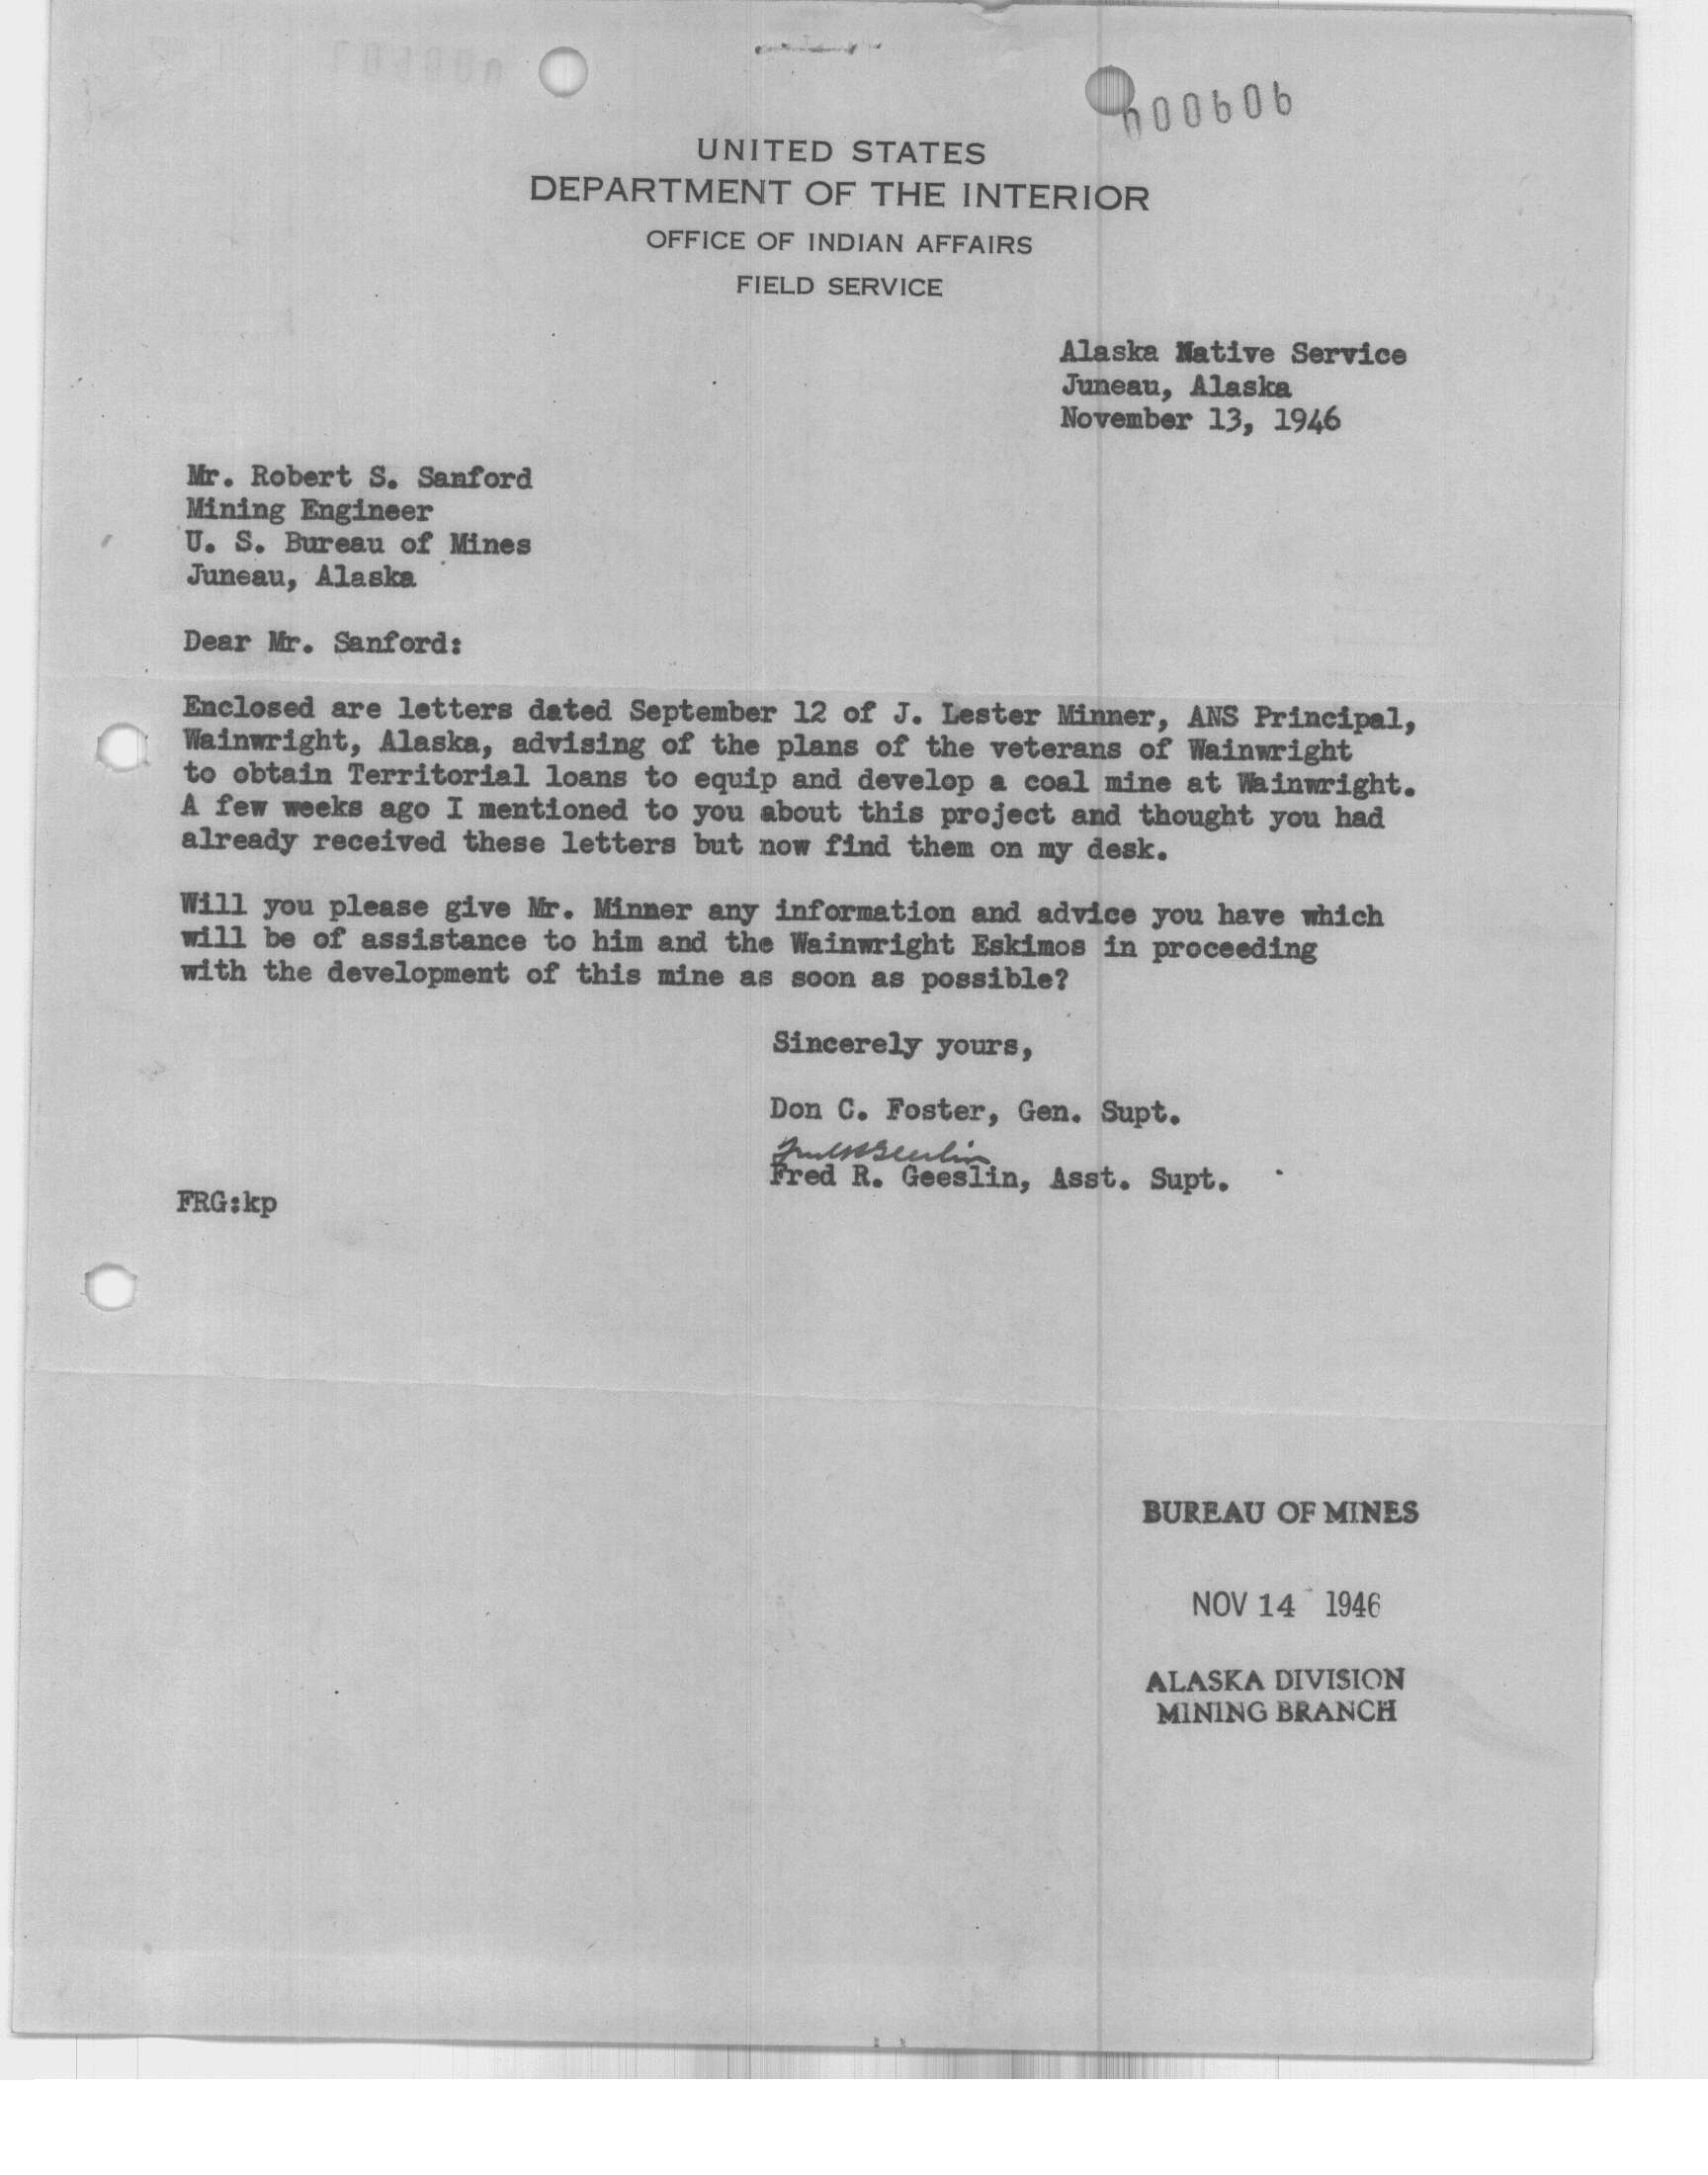 000606
UNITED STATES
DEPARTMENT OF THE INTERIOR
OFFICE OF INDIAN AFFAIRS
FIELD SERVICE
Alaska Native Service
Juneau, Alaska
November 13, 1946
Mr. Robert S. Sanford
Mining Engineer
U. S. Bureau of Mines
Juneau, Alaska
Dear Mr. Sanford:
Enclosed are letters dated September 12 of J. Lester Minner, ANS Principal,
Wainwright, Alaska, advising of the plans of the veterans of Wainwright
to obtain Territorial loans to equip and develop a coal mine at Wainwright.
A few weeks ago I mentioned to you about this project and thought you had
already received these letters but now find them on my desk.
Will you please give Mr. Minner any information and advice you have which
will be of assistance to him and the Wainwright Eskimos in proceeding
with the development of this mine as soon as possible?
Sincerely yours,
Don C. Foster, Gen. Supt.
Fred R. Geeslin
Fred R. Geeslin, Asst. Supt.
FRG:kp
BUREAU OF MINES
NOV 14 1946
ALASKA DIVISION
MINING BRANCH